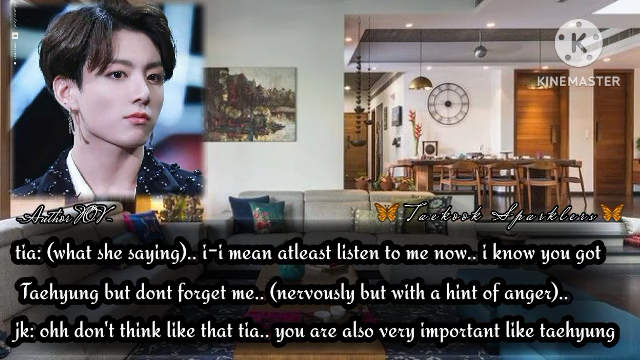 KINEMASTER
Author POV-
🦋 Taekook Sparklers 🦋
tia: (what she saying).. i-i mean atleast listen to me now.. i know you got
Taehyung but dont forget me.. (nervously but with a hint of anger)..
jk: ohh don't think like that tia.. you are also very important like taehyung